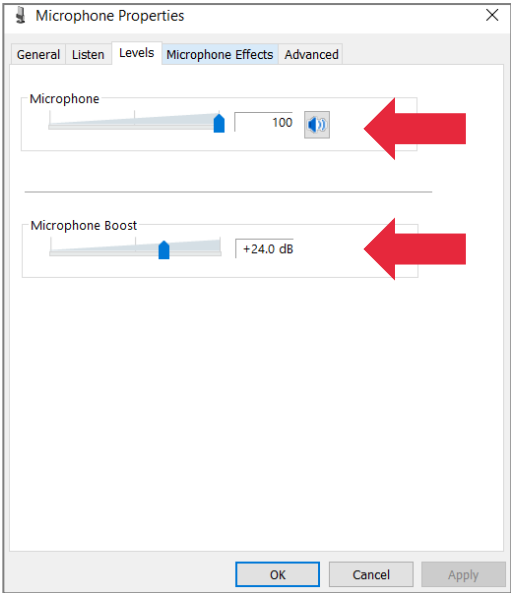 Microphone Properties
General Listen Levels Microphone Effects Advanced
Microphone
100
Microphone Boost
+24.0 dB
OK Cancel Apply